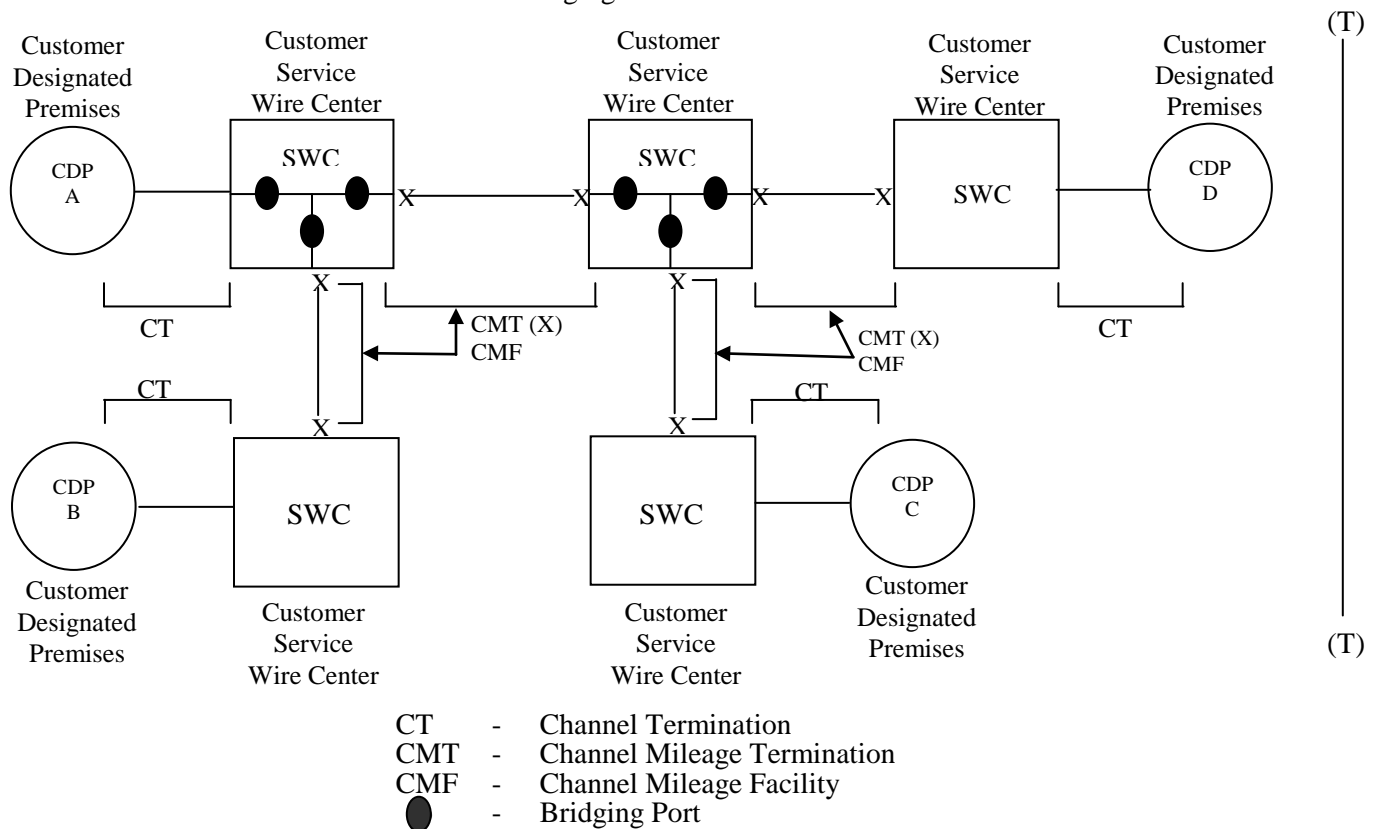 (T)
Customer
Designated
Premises
Customer
Service
Wire Center
Customer
Service
Wire Center
Customer
Service
Wire Center
Customer
Designated
Premises
CDP
A
SWC
SWC
SWC
CDP
D
X
X
X
X
X
X
CT
CMT (X)
CMF
CMT (X)
CMF
CT
CT
CT
X
X
CDP
B
SWC
SWC
CDP
C
Customer
Designated
Premises
Customer
Service
Wire Center
Customer
Service
Wire Center
Customer
Designated
Premises
(T)
CT - Channel Termination
CMT - Channel Mileage Termination
CMF - Channel Mileage Facility
- Bridging Port